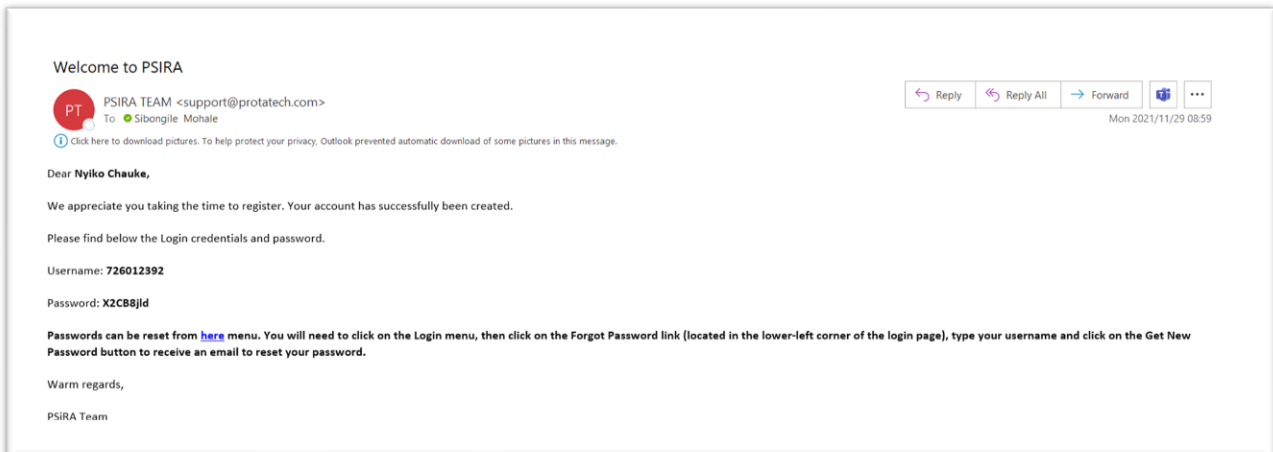 Welcome to PSIRA
PT
PSIRA TEAM <support@protatech.com>
To Sibongile Mohale
Reply
Reply All
Forward
Mon 2021/11/29 08:59
Click here to download pictures. To help protect your privacy, Outlook prevented automatic download of some pictures in this message.
Dear Nyiko Chauke,
We appreciate you taking the time to register. Your account has successfully been created.
Please find below the Login credentials and password.
Username: 726012392
Password: X2CB8jld
Passwords can be reset from here menu. You will need to click on the Login menu, then click on the Forgot Password link (located in the lower-left corner of the login page), type your username and click on the Get New
Password button to receive an email to reset your password.
Warm regards,
PSiRA Team